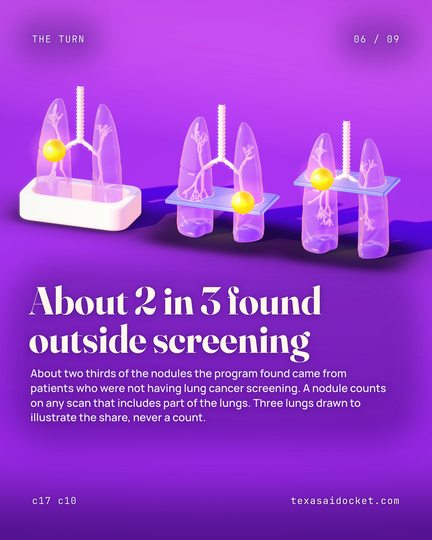 THE TURN
06 / 09
About 2 in 3 found
outside screening
About two thirds of the nodules the program found came from
patients who were not having lung cancer screening. A nodule counts
on any scan that includes part of the lungs. Three lungs drawn to
illustrate the share, never a count.
c17 c10
texasaidocket.com